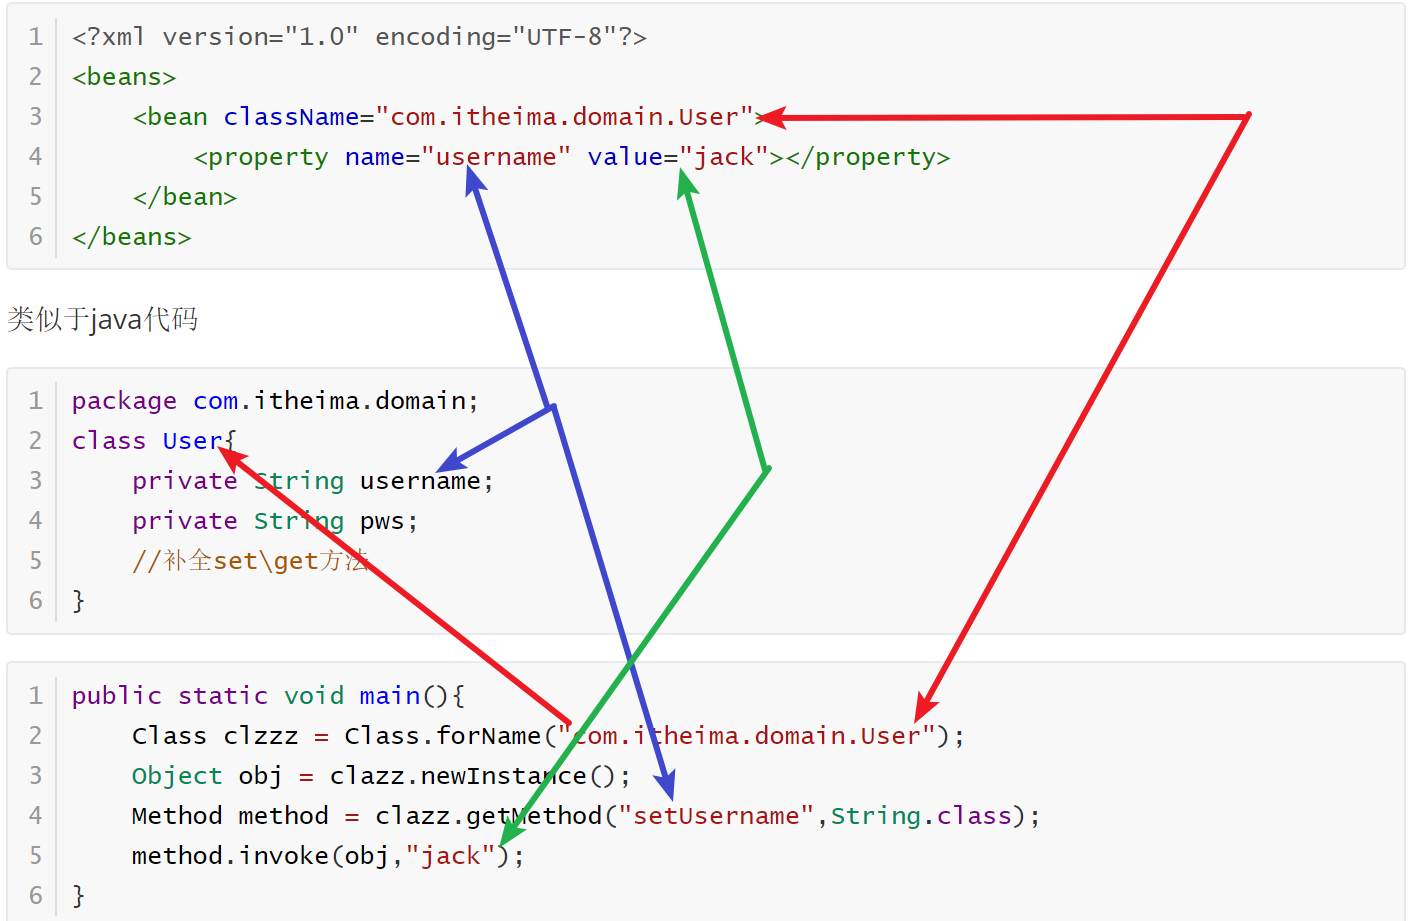 1 <?xml version="1.0" encoding="UTF-8"?>
2 <beans>
3     <bean className="com.itheima.domain.User">
4         <property name="username" value="jack"></property>
5     </bean>
6 </beans>
类似于java代码
1 package com.itheima.domain;
2 class User{
3     private String username;
4     private String pws;
5     //补全set\get方法
6 }
1 public static void main(){
2     Class clzzz = Class.forName("com.itheima.domain.User");
3     Object obj = clazz.newInstance();
4     Method method = clazz.getMethod("setUsername",String.class);
5     method.invoke(obj,"jack");
6 }